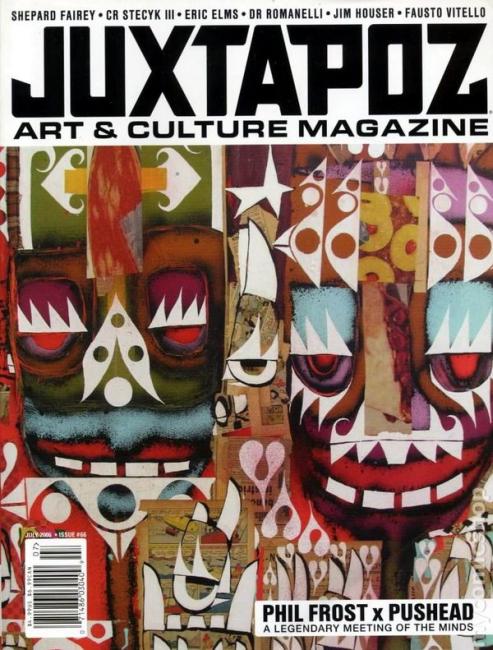 SHEPARD FAIREY • CR STECYK III • ERIC ELMS • DR ROMANELLI • JIM HOUSER • FAUSTO VITELLO
JUXTAPOZ
ART & CULTURE MAGAZINE
JULY 2006 • ISSUE #66
07>
PHIL FROST x PUSHEAD
A LEGENDARY MEETING OF THE MINDS